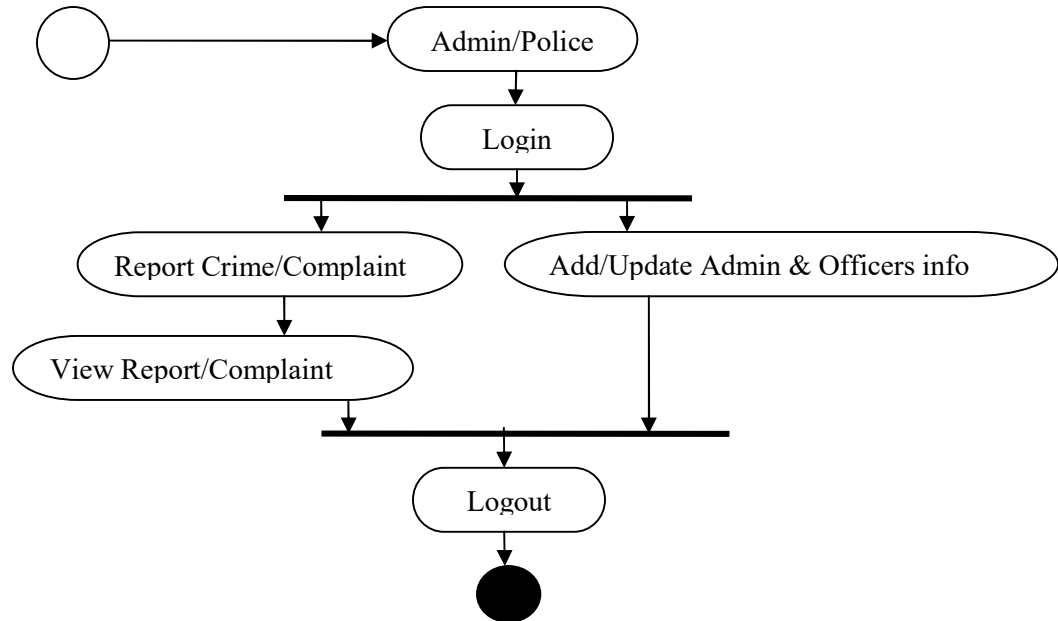 Admin/Police
Login
Report Crime/Complaint
Add/Update Admin & Officers info
View Report/Complaint
Logout